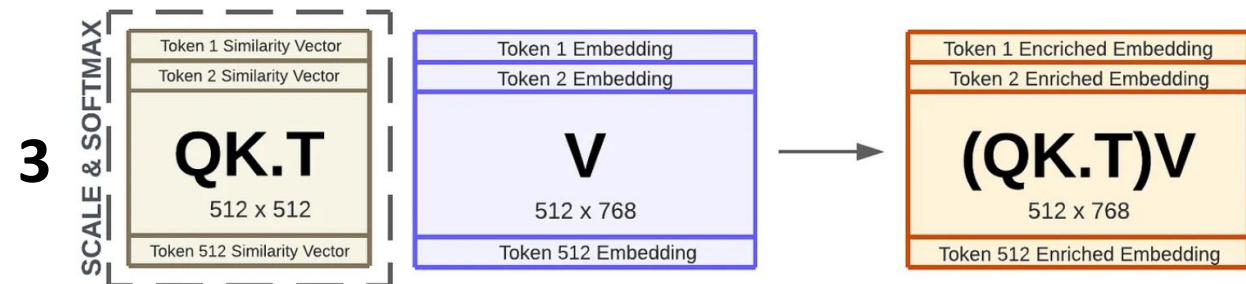 3
SCALE & SOFTMAX
Token 1 Similarity Vector
Token 2 Similarity Vector
QK.T
512 x 512
Token 512 Similarity Vector
Token 1 Embedding
Token 2 Embedding
V
512 x 768
Token 512 Embedding
Token 1 Encriched Embedding
Token 2 Enriched Embedding
(QK.T)V
512 x 768
Token 512 Enriched Embedding